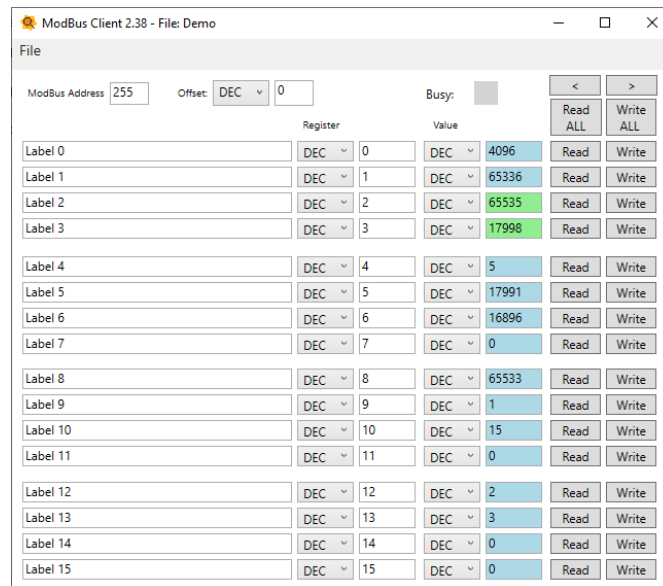 ModBus Client 2.38 - File: Demo
File
ModBus Address 255 Offset: DEC 0 Busy: < >
Read ALL Write ALL
Register Value
Label 0 DEC 0 DEC 4096 Read Write
Label 1 DEC 1 DEC 65336 Read Write
Label 2 DEC 2 DEC 65535 Read Write
Label 3 DEC 3 DEC 17998 Read Write
Label 4 DEC 4 DEC 5 Read Write
Label 5 DEC 5 DEC 17991 Read Write
Label 6 DEC 6 DEC 16896 Read Write
Label 7 DEC 7 DEC 0 Read Write
Label 8 DEC 8 DEC 65533 Read Write
Label 9 DEC 9 DEC 1 Read Write
Label 10 DEC 10 DEC 15 Read Write
Label 11 DEC 11 DEC 0 Read Write
Label 12 DEC 12 DEC 2 Read Write
Label 13 DEC 13 DEC 3 Read Write
Label 14 DEC 14 DEC 0 Read Write
Label 15 DEC 15 DEC 0 Read Write